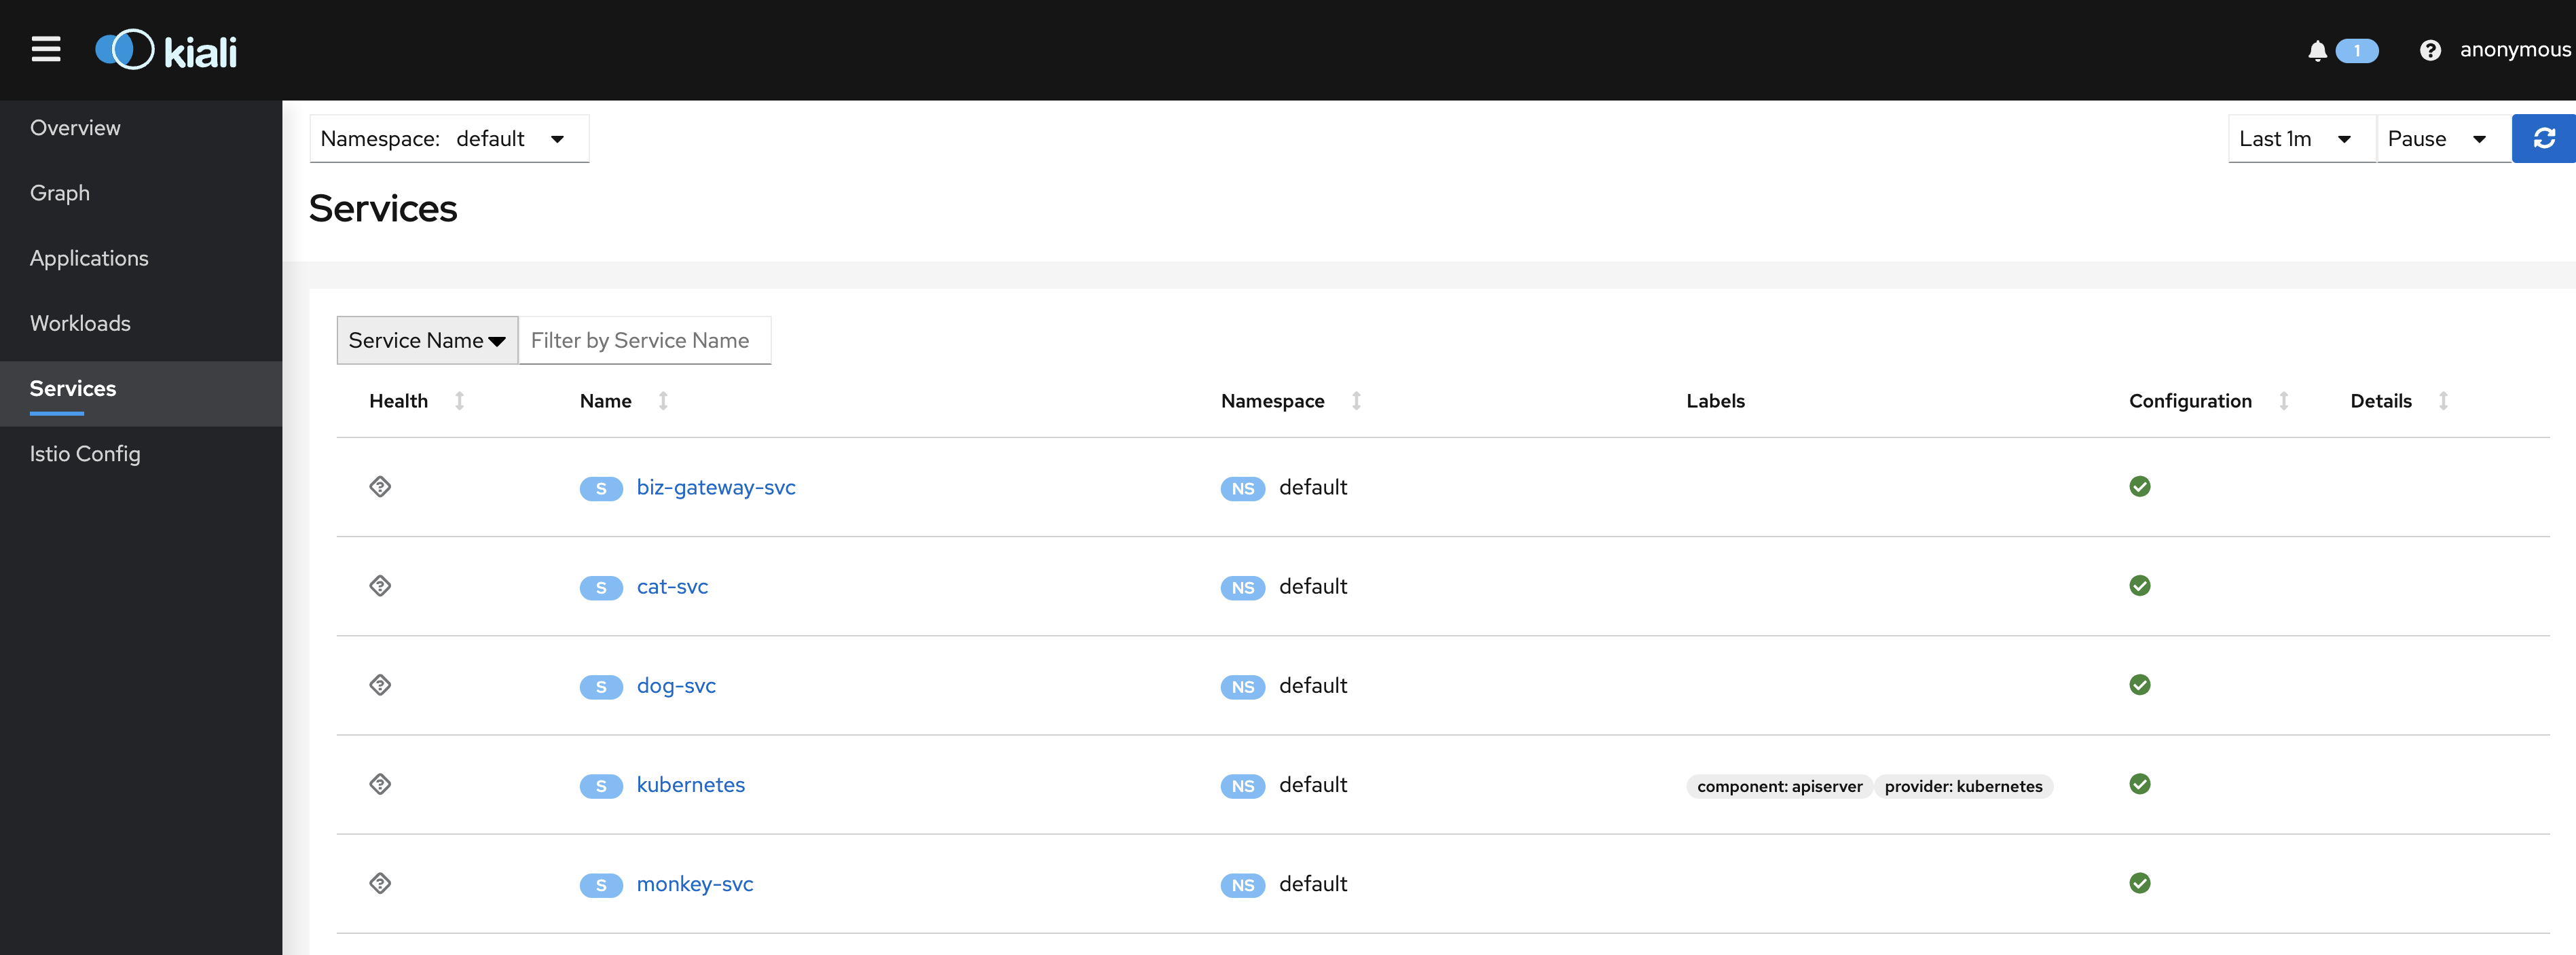 kiali
1
anonymous
Overview
Graph
Applications
Workloads
Services
Istio Config
Namespace: default
Last 1m
Pause
Services
Service Name
Filter by Service Name
Health Name Namespace Labels Configuration Details
S biz-gateway-svc NS default
S cat-svc NS default
S dog-svc NS default
S kubernetes NS default component: apiserver provider: kubernetes
S monkey-svc NS default